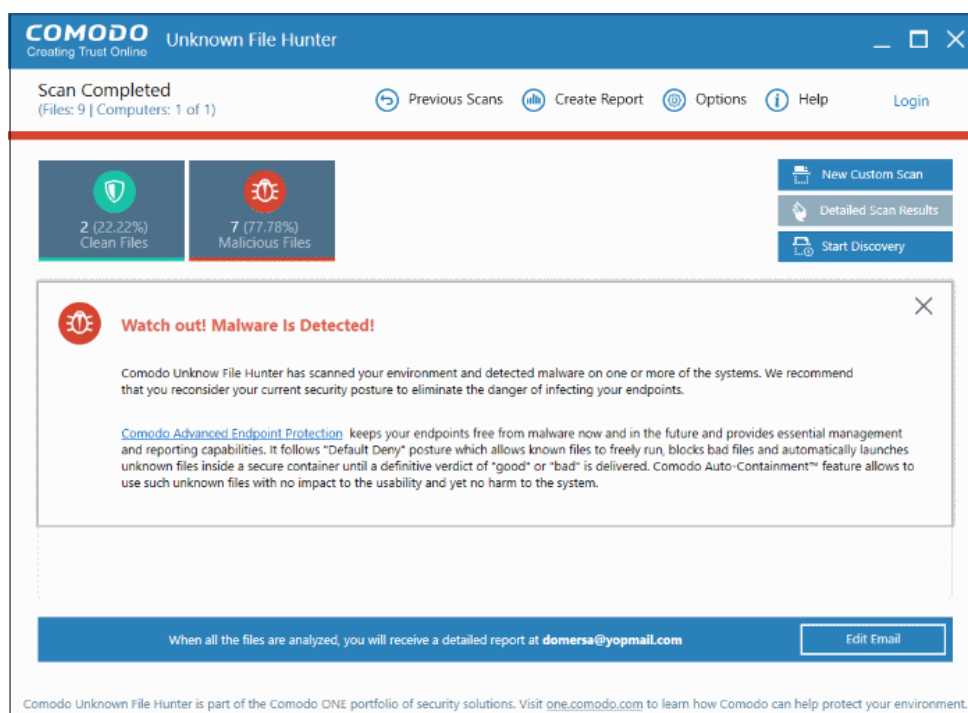 COMODO
Creating Trust Online
Unknown File Hunter
Scan Completed
(Files: 9 | Computers: 1 of 1)
Previous Scans
Create Report
Options
Help
Login
2 (22.22%)
Clean Files
7 (77.78%)
Malicious Files
New Custom Scan
Detailed Scan Results
Start Discovery
Watch out! Malware Is Detected!
Comodo Unknow File Hunter has scanned your environment and detected malware on one or more of the systems. We recommend
that you reconsider your current security posture to eliminate the danger of infecting your endpoints.
Comodo Advanced Endpoint Protection keeps your endpoints free from malware now and in the future and provides essential management
and reporting capabilities. It follows "Default Deny" posture which allows known files to freely run, blocks bad files and automatically launches
unknown files inside a secure container until a definitive verdict of "good" or "bad" is delivered. Comodo Auto-Containment™ feature allows to
use such unknown files with no impact to the usability and yet no harm to the system.
When all the files are analyzed, you will receive a detailed report at domersa@yopmail.com
Edit Email
Comodo Unknown File Hunter is part of the Comodo ONE portfolio of security solutions. Visit one.comodo.com to learn how Comodo can help protect your environment.